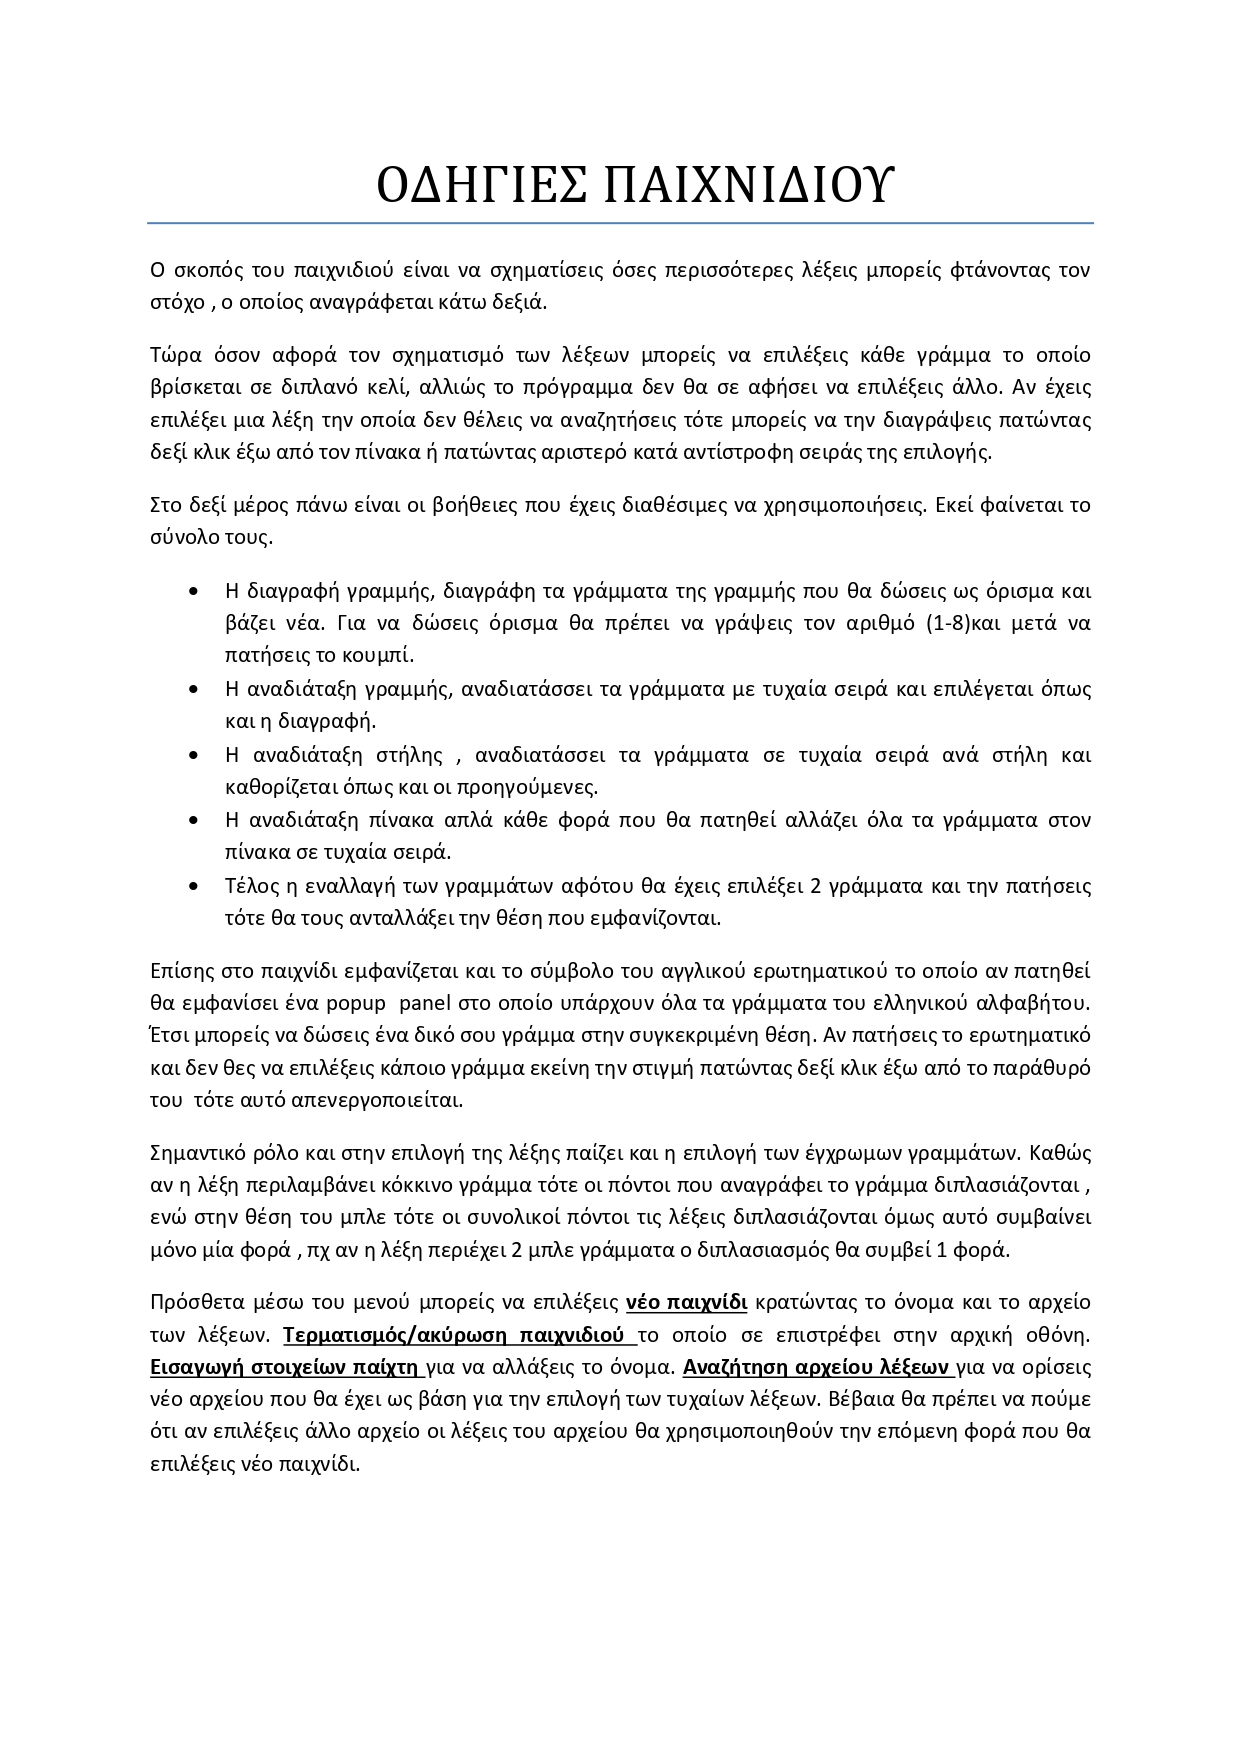 ΟΔΗΓΙΕΣ ΠΑΙΧΝΙΔΙΟΥ
Ο σκοπός του παιχνιδιού είναι να σχηματίσεις όσες περισσότερες λέξεις μπορείς φτάνοντας τον
στόχο , ο οποίος αναγράφεται κάτω δεξιά.
Τώρα όσον αφορά τον σχηματισμό των λέξεων μπορείς να επιλέξεις κάθε γράμμα το οποίο
βρίσκεται σε διπλανό κελί, αλλιώς το πρόγραμμα δεν θα σε αφήσει να επιλέξεις άλλο. Αν έχεις
επιλέξει μια λέξη την οποία δεν θέλεις να αναζητήσεις τότε μπορείς να την διαγράψεις πατώντας
δεξί κλικ έξω από τον πίνακα ή πατώντας αριστερό κατά αντίστροφη σειράς της επιλογής.
Στο δεξί μέρος πάνω είναι οι βοήθειες που έχεις διαθέσιμες να χρησιμοποιήσεις. Εκεί φαίνεται το
σύνολο τους.
• Η διαγραφή γραμμής, διαγράφη τα γράμματα της γραμμής που θα δώσεις ως όρισμα και
βάζει νέα. Για να δώσεις όρισμα θα πρέπει να γράψεις τον αριθμό (1-8)και μετά να
πατήσεις το κουμπί.
• Η αναδιάταξη γραμμής, αναδιατάσσει τα γράμματα με τυχαία σειρά και επιλέγεται όπως
και η διαγραφή.
• Η αναδιάταξη στήλης , αναδιατάσσει τα γράμματα σε τυχαία σειρά ανά στήλη και
καθορίζεται όπως και οι προηγούμενες.
• Η αναδιάταξη πίνακα απλά κάθε φορά που θα πατηθεί αλλάζει όλα τα γράμματα στον
πίνακα σε τυχαία σειρά.
• Τέλος η εναλλαγή των γραμμάτων αφότου θα έχεις επιλέξει 2 γράμματα και την πατήσεις
τότε θα τους ανταλλάξει την θέση που εμφανίζονται.
Επίσης στο παιχνίδι εμφανίζεται και το σύμβολο του αγγλικού ερωτηματικού το οποίο αν πατηθεί
θα εμφανίσει ένα popup  panel στο οποίο υπάρχουν όλα τα γράμματα του ελληνικού αλφαβήτου.
Έτσι μπορείς να δώσεις ένα δικό σου γράμμα στην συγκεκριμένη θέση. Αν πατήσεις το ερωτηματικό
και δεν θες να επιλέξεις κάποιο γράμμα εκείνη την στιγμή πατώντας δεξί κλικ έξω από το παράθυρό
του  τότε αυτό απενεργοποιείται.
Σημαντικό ρόλο και στην επιλογή της λέξης παίζει και η επιλογή των έγχρωμων γραμμάτων. Καθώς
αν η λέξη περιλαμβάνει κόκκινο γράμμα τότε οι πόντοι που αναγράφει το γράμμα διπλασιάζονται ,
ενώ στην θέση του μπλε τότε οι συνολικοί πόντοι τις λέξεις διπλασιάζονται όμως αυτό συμβαίνει
μόνο μία φορά , πχ αν η λέξη περιέχει 2 μπλε γράμματα ο διπλασιασμός θα συμβεί 1 φορά.
Πρόσθετα μέσω του μενού μπορείς να επιλέξεις νέο παιχνίδι κρατώντας το όνομα και το αρχείο
των λέξεων. Τερματισμός/ακύρωση παιχνιδιού το οποίο σε επιστρέφει στην αρχική οθόνη.
Εισαγωγή στοιχείων παίχτη για να αλλάξεις το όνομα. Αναζήτηση αρχείου λέξεων για να ορίσεις
νέο αρχείου που θα έχει ως βάση για την επιλογή των τυχαίων λέξεων. Βέβαια θα πρέπει να πούμε
ότι αν επιλέξεις άλλο αρχείο οι λέξεις του αρχείου θα χρησιμοποιηθούν την επόμενη φορά που θα
επιλέξεις νέο παιχνίδι.